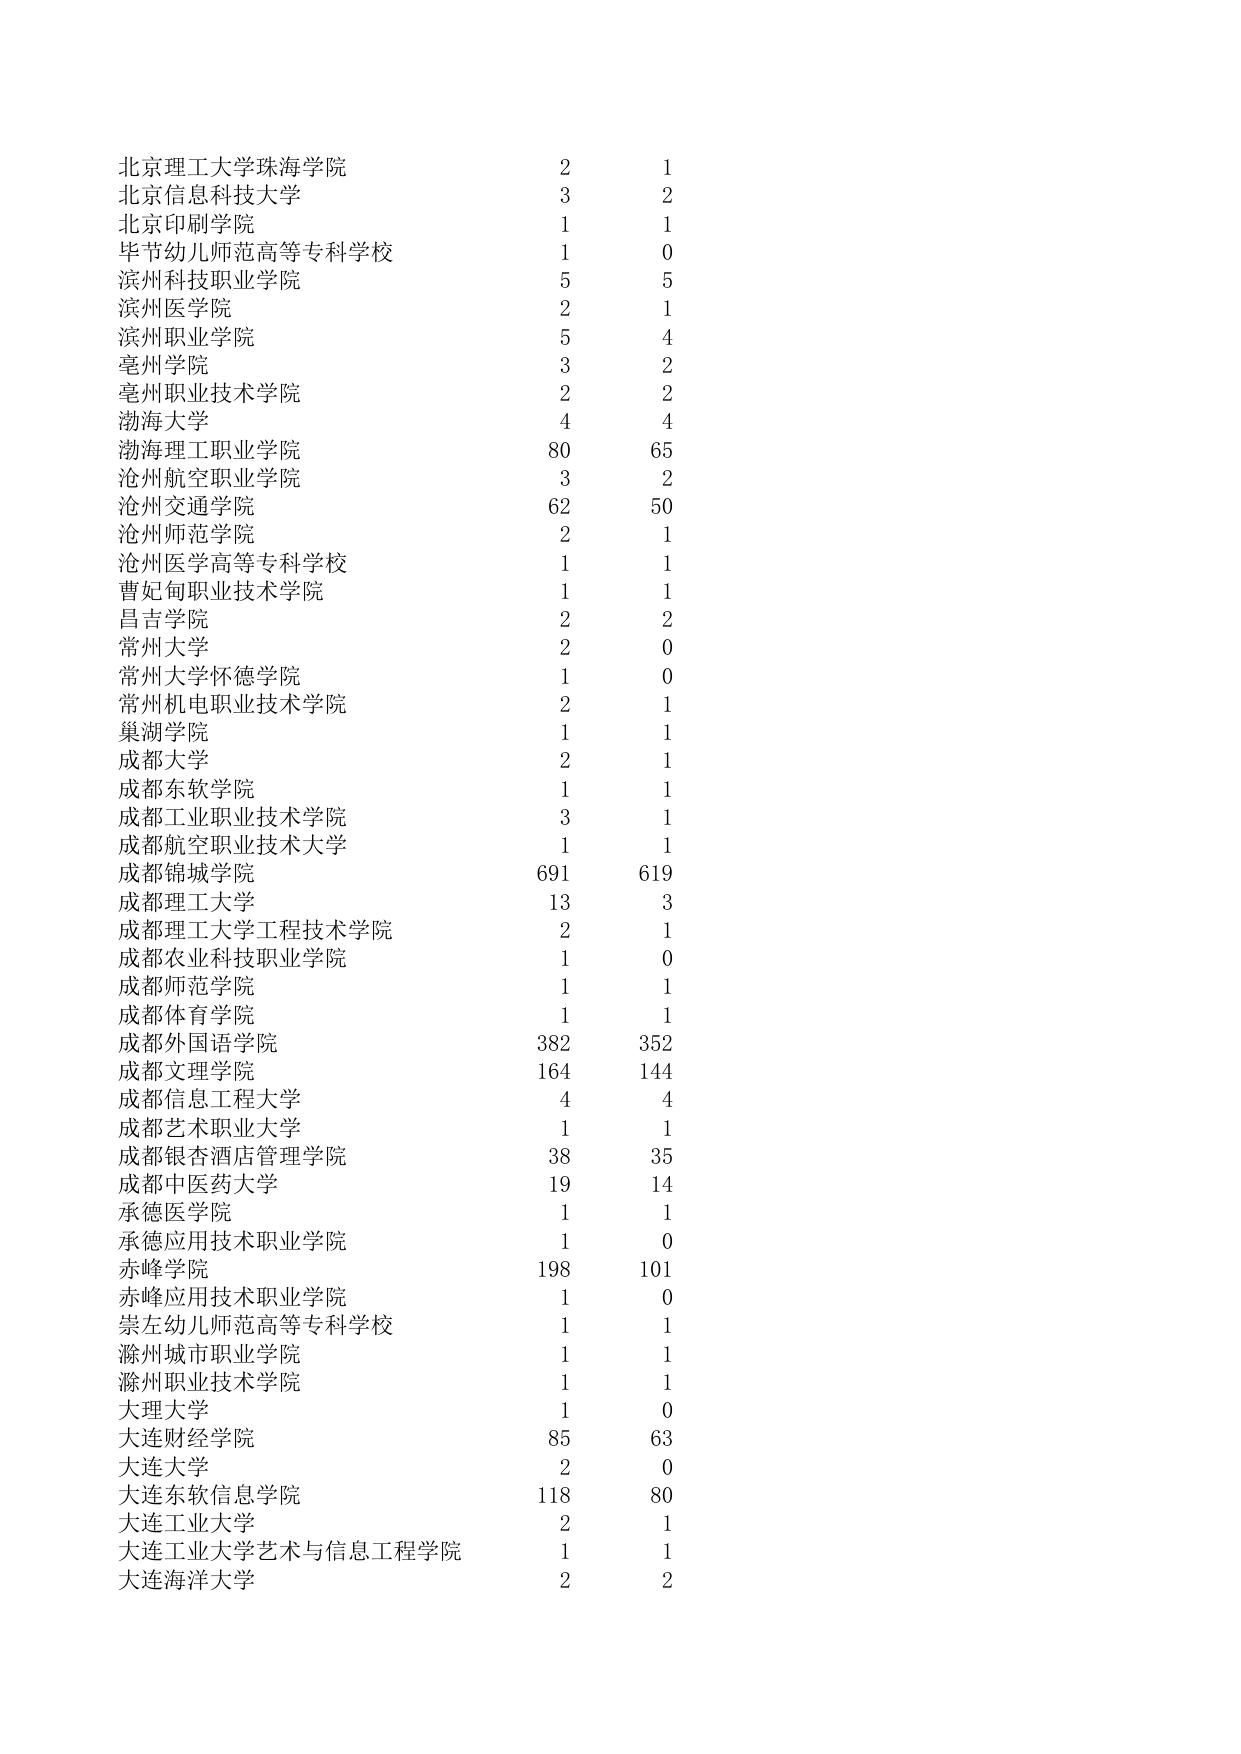 北京理工大学珠海学院 2 1
北京信息科技大学 3 2
北京印刷学院 1 1
毕节幼儿师范高等专科学校 1 0
滨州科技职业学院 5 5
滨州医学院 2 1
滨州职业学院 5 4
亳州学院 3 2
亳州职业技术学院 2 2
渤海大学 4 4
渤海理工职业学院 80 65
沧州航空职业学院 3 2
沧州交通学院 62 50
沧州师范学院 2 1
沧州医学高等专科学校 1 1
曹妃甸职业技术学院 1 1
昌吉学院 2 2
常州大学 2 0
常州大学怀德学院 1 0
常州机电职业技术学院 2 1
巢湖学院 1 1
成都大学 2 1
成都东软学院 1 1
成都工业职业技术学院 3 1
成都航空职业技术大学 1 1
成都锦城学院 691 619
成都理工大学 13 3
成都理工大学工程技术学院 2 1
成都农业科技职业学院 1 0
成都师范学院 1 1
成都体育学院 1 1
成都外国语学院 382 352
成都文理学院 164 144
成都信息工程大学 4 4
成都艺术职业大学 1 1
成都银杏酒店管理学院 38 35
成都中医药大学 19 14
承德医学院 1 1
承德应用技术职业学院 1 0
赤峰学院 198 101
赤峰应用技术职业学院 1 0
崇左幼儿师范高等专科学校 1 1
滁州城市职业学院 1 1
滁州职业技术学院 1 1
大理大学 1 0
大连财经学院 85 63
大连大学 2 0
大连东软信息学院 118 80
大连工业大学 2 1
大连工业大学艺术与信息工程学院 1 1
大连海洋大学 2 2